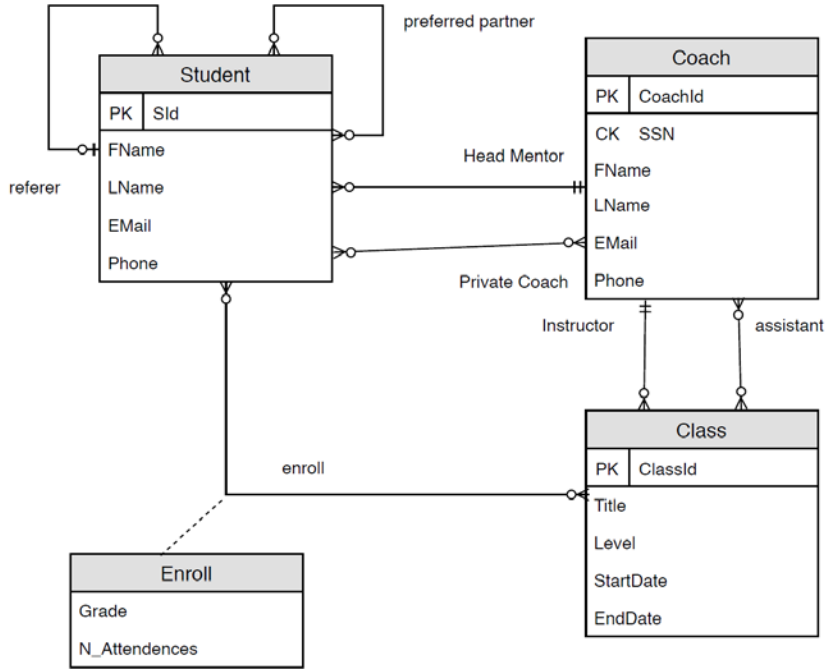 preferred partner
Student
PK SId
FName
LName
EMail
Phone
referer
Coach
PK CoachId
CK SSN
FName
LName
EMail
Phone
Head Mentor
Private Coach
Instructor
assistant
Class
PK ClassId
Title
Level
StartDate
EndDate
enroll
Enroll
Grade
N_Attendences